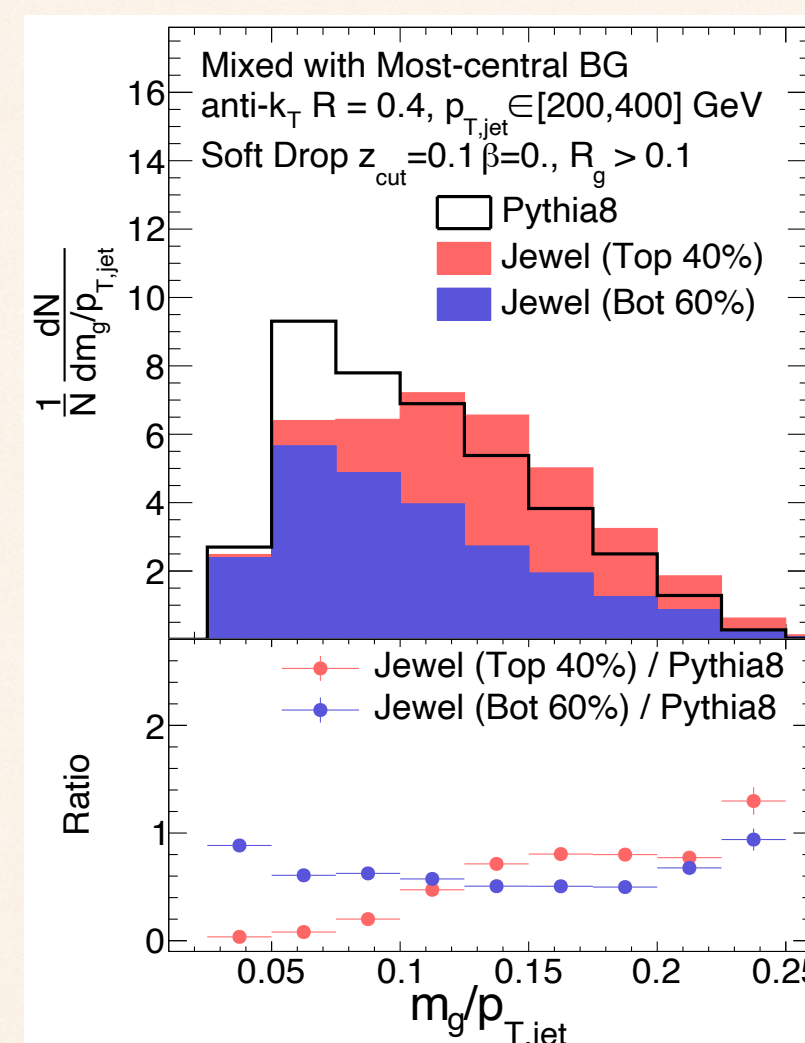 Mixed with Most-central BG
anti-k_T R = 0.4, p_T,jet ∈[200,400] GeV
Soft Drop z_cut=0.1 β=0., R_g > 0.1
Pythia8
Jewel (Top 40%)
Jewel (Bot 60%)
1/N dN/dm_g/p_T,jet
16
14
12
10
8
6
4
2
Jewel (Top 40%) / Pythia8
Jewel (Bot 60%) / Pythia8
Ratio
2
1
0
0.05 0.1 0.15 0.2 0.25
m_g/p_T,jet